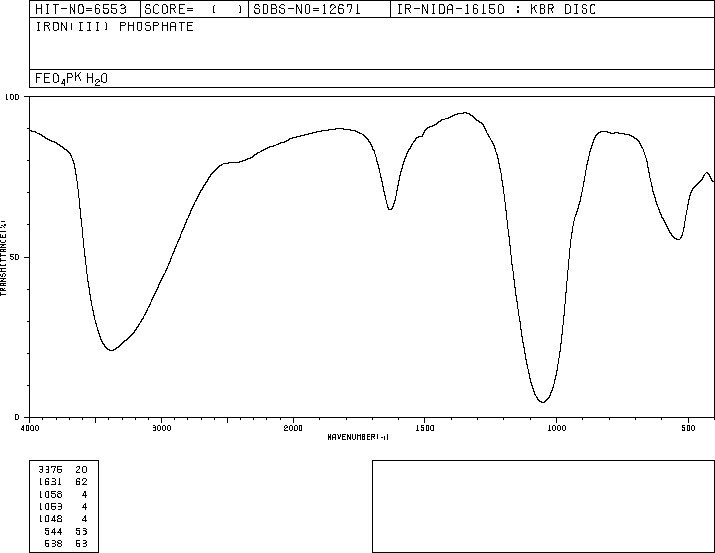 HIT-NO=6553 SCORE= ( ) SDBS-NO=12671 IR-NIDA-16150 : KBR DISC
IRON(III) PHOSPHATE
FEO4PK H2O
100
50
0
TRANSMITTANCE(%)
4000 3000 2000 1500 1000 500
WAVENUMBER(-1)
3376 20
1631 62
1058 4
1053 4
1048 4
544 53
538 53